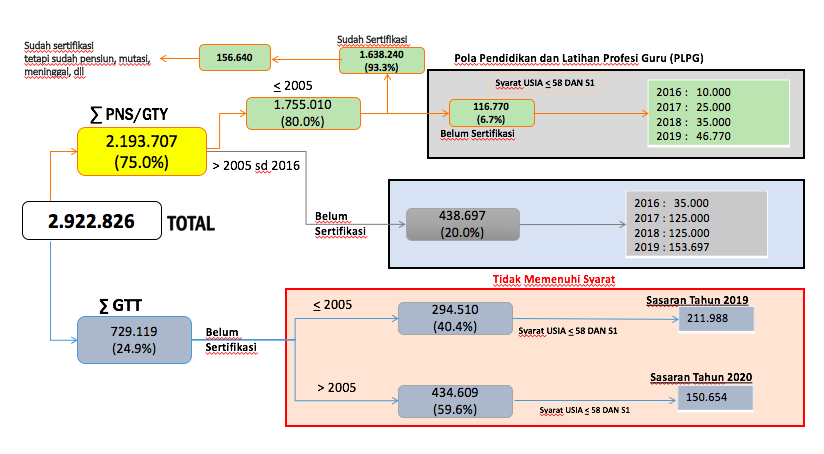 Sudah sertifikasi
tetapi sudah pensiun, mutasi,
meninggal, dll
156.640
Sudah Sertifikasi
1.638.240
(93.3%)
Pola Pendidikan dan Latihan Profesi Guru (PLPG)
≤ 2005
1.755.010
(80.0%)
Syarat USIA ≤ 58 DAN S1
116.770
(6.7%)
Belum Sertifikasi
2016 : 10.000
2017 : 25.000
2018 : 35.000
2019 : 46.770
∑ PNS/GTY
2.193.707
(75.0%)
> 2005 sd 2016
Belum
Sertifikasi
438.697
(20.0%)
2016 : 35.000
2017 : 125.000
2018 : 125.000
2019 : 153.697
2.922.826
TOTAL
Tidak Memenuhi Syarat
∑ GTT
729.119
(24.9%)
Belum
Sertifikasi
≤ 2005
294.510
(40.4%)
Syarat USIA ≤ 58 DAN S1
Sasaran Tahun 2019
211.988
> 2005
434.609
(59.6%)
Syarat USIA ≤ 58 DAN S1
Sasaran Tahun 2020
150.654